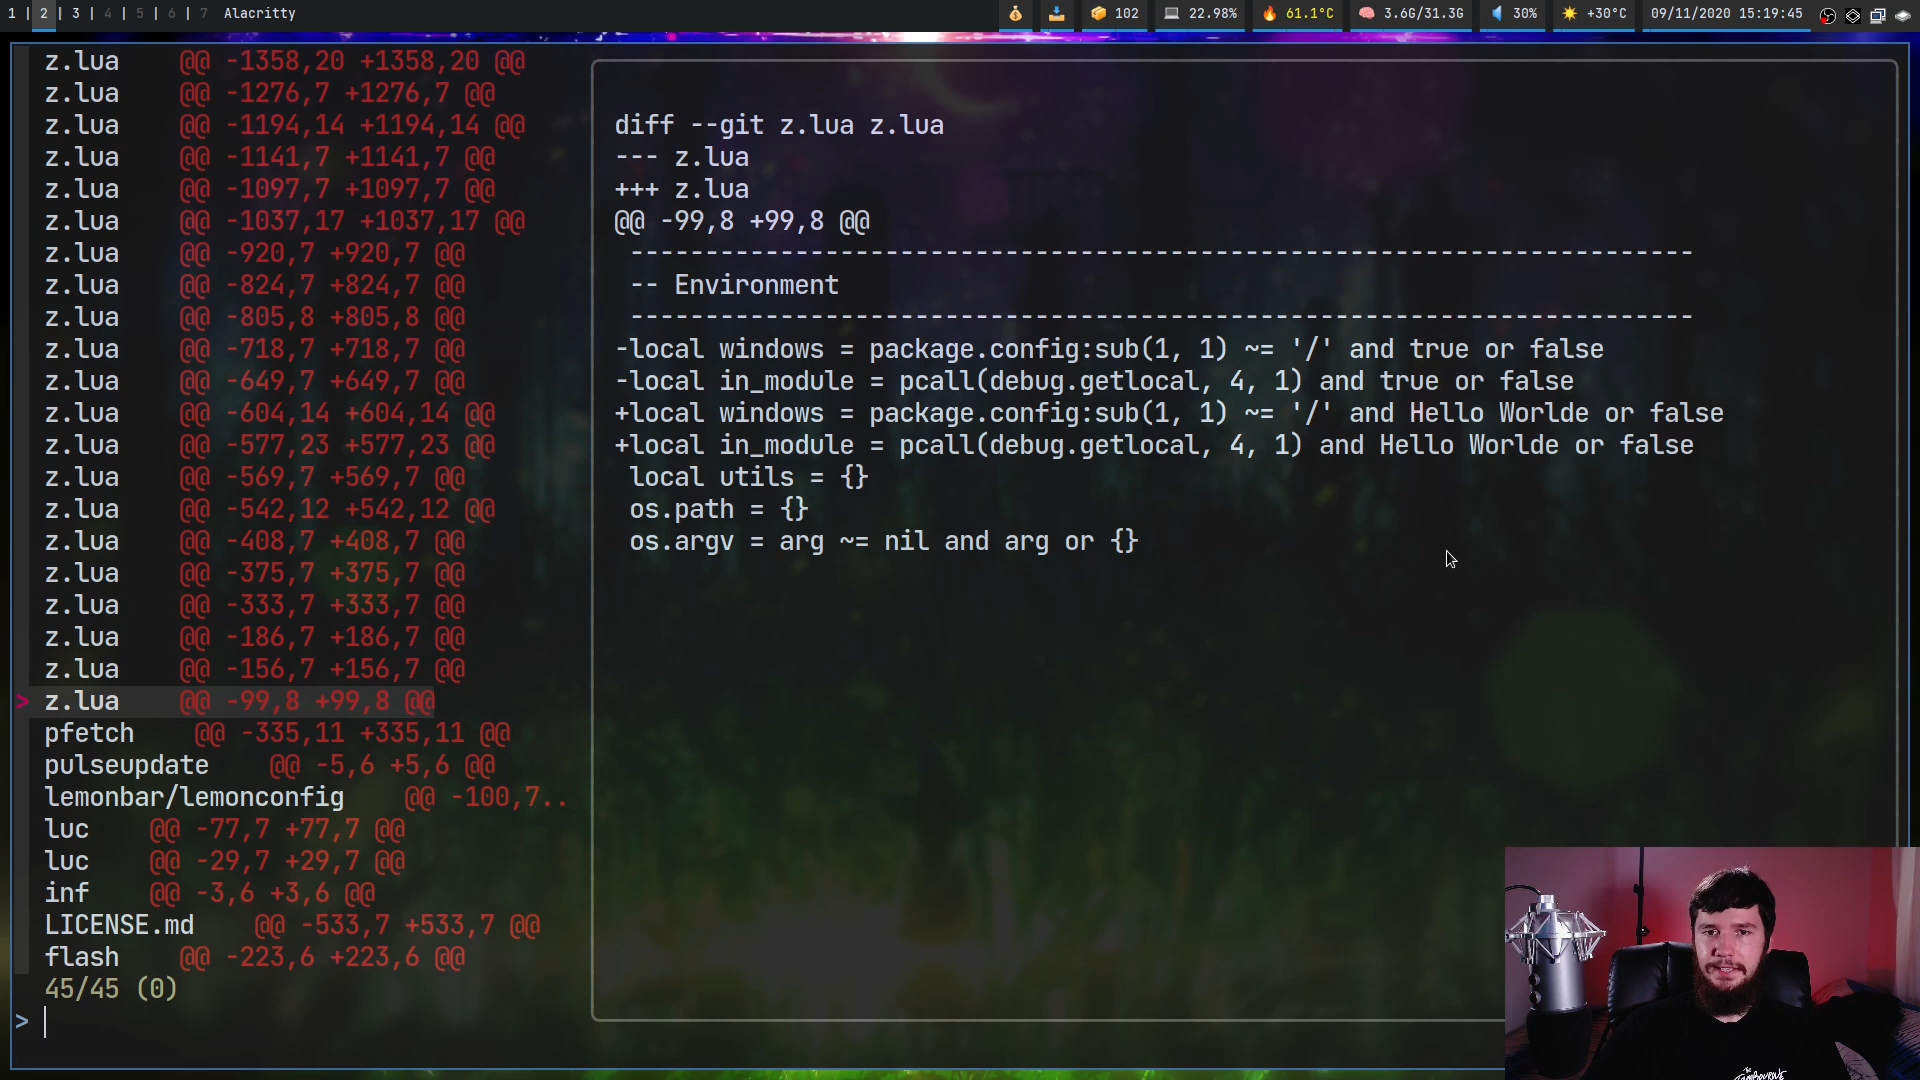 1 | 2 | 3 | 4 | 5 | 6 | 7 Alacritty
102 22.98% 61.1°C 3.6G/31.3G 30% +30°C 09/11/2020 15:19:45
z.lua @@ -1358,20 +1358,20 @@
z.lua @@ -1276,7 +1276,7 @@
z.lua @@ -1194,14 +1194,14 @@
z.lua @@ -1141,7 +1141,7 @@
z.lua @@ -1097,7 +1097,7 @@
z.lua @@ -1037,17 +1037,17 @@
z.lua @@ -920,7 +920,7 @@
z.lua @@ -824,7 +824,7 @@
z.lua @@ -805,8 +805,8 @@
z.lua @@ -718,7 +718,7 @@
z.lua @@ -649,7 +649,7 @@
z.lua @@ -604,14 +604,14 @@
z.lua @@ -577,23 +577,23 @@
z.lua @@ -569,7 +569,7 @@
z.lua @@ -542,12 +542,12 @@
z.lua @@ -408,7 +408,7 @@
z.lua @@ -375,7 +375,7 @@
z.lua @@ -333,7 +333,7 @@
z.lua @@ -186,7 +186,7 @@
z.lua @@ -156,7 +156,7 @@
> z.lua @@ -99,8 +99,8 @@
pfetch @@ -335,11 +335,11 @@
pulseupdate @@ -5,6 +5,6 @@
lemonbar/lemonconfig @@ -100,7..
luc @@ -77,7 +77,7 @@
luc @@ -29,7 +29,7 @@
inf @@ -3,6 +3,6 @@
LICENSE.md @@ -533,7 +533,7 @@
flash @@ -223,6 +223,6 @@
45/45 (0)
>
diff --git z.lua z.lua
--- z.lua
+++ z.lua
@@ -99,8 +99,8 @@
-----------------------------------------------------------------------
-- Environment
-----------------------------------------------------------------------
-local windows = package.config:sub(1, 1) ~= '/' and true or false
-local in_module = pcall(debug.getlocal, 4, 1) and true or false
+local windows = package.config:sub(1, 1) ~= '/' and Hello Worlde or false
+local in_module = pcall(debug.getlocal, 4, 1) and Hello Worlde or false
local utils = {}
os.path = {}
os.argv = arg ~= nil and arg or {}